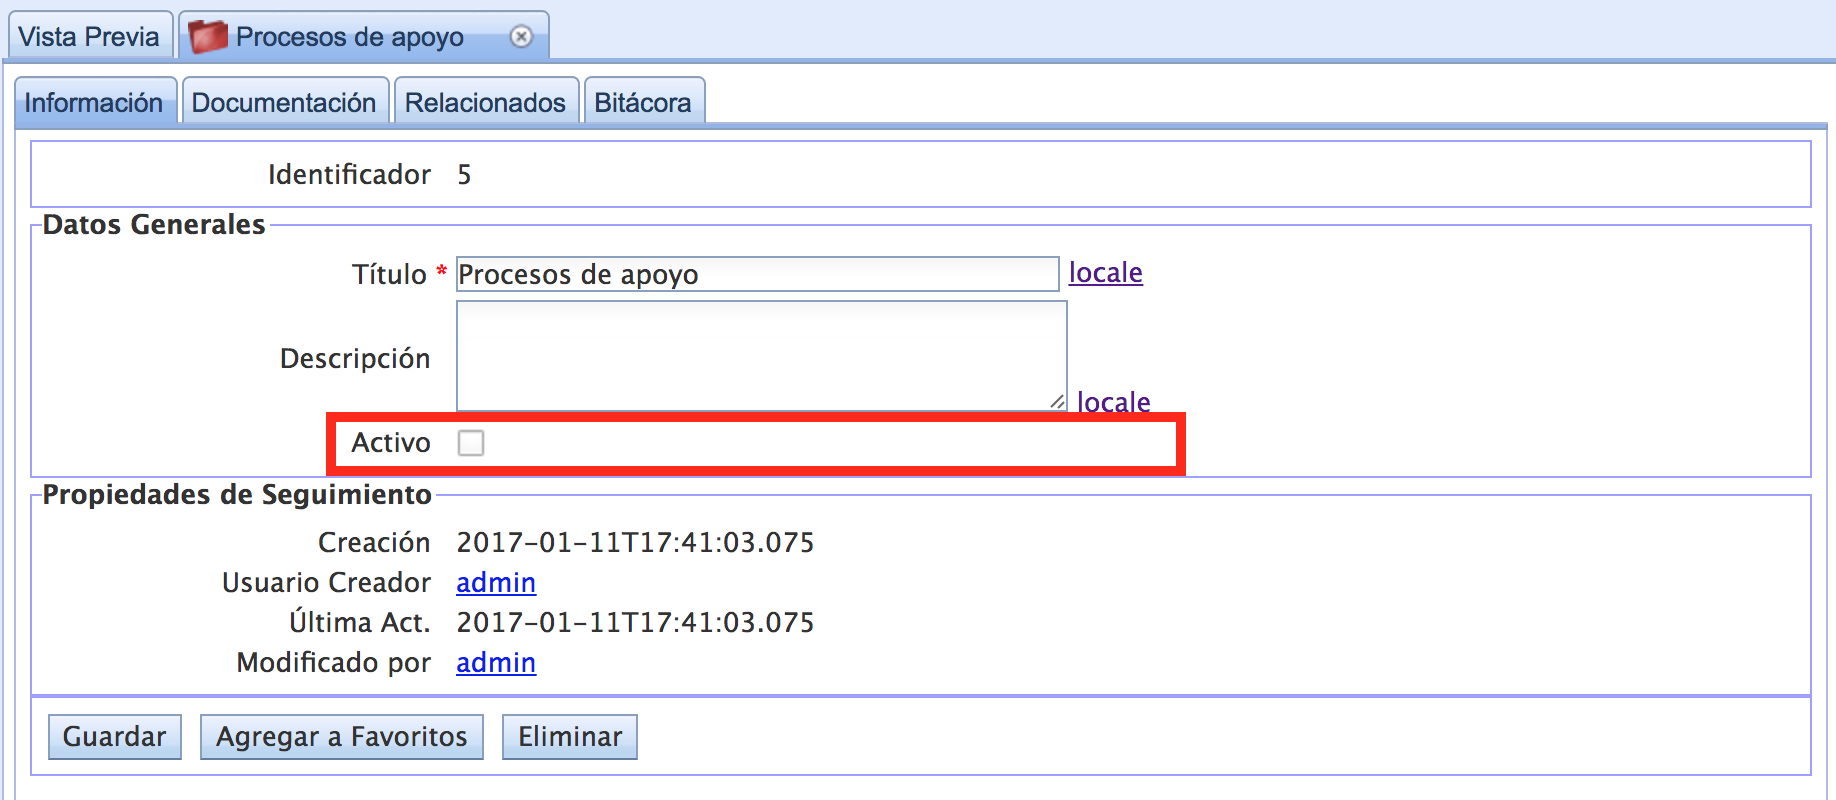 Vista Previa Procesos de apoyo
Información Documentación Relacionados Bitácora
Identificador 5
Datos Generales
Título * Procesos de apoyo locale
Descripción locale
Activo
Propiedades de Seguimiento
Creación 2017-01-11T17:41:03.075
Usuario Creador admin
Última Act. 2017-01-11T17:41:03.075
Modificado por admin
Guardar Agregar a Favoritos Eliminar